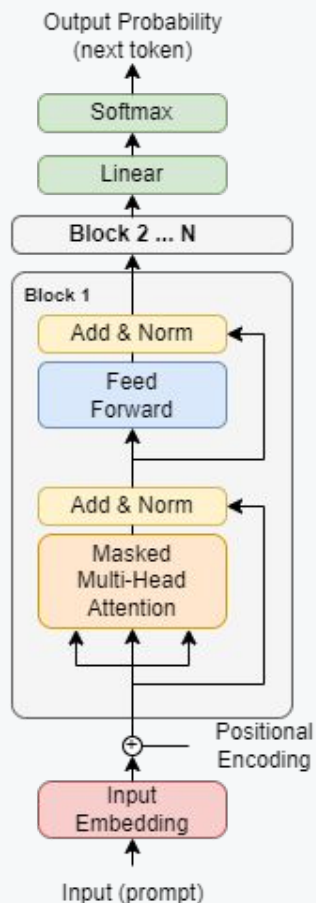 Output Probability
(next token)
Softmax
Linear
Block 2 ... N
Block 1
Add & Norm
Feed
Forward
Add & Norm
Masked
Multi-Head
Attention
Positional
Encoding
Input
Embedding
Input (prompt)